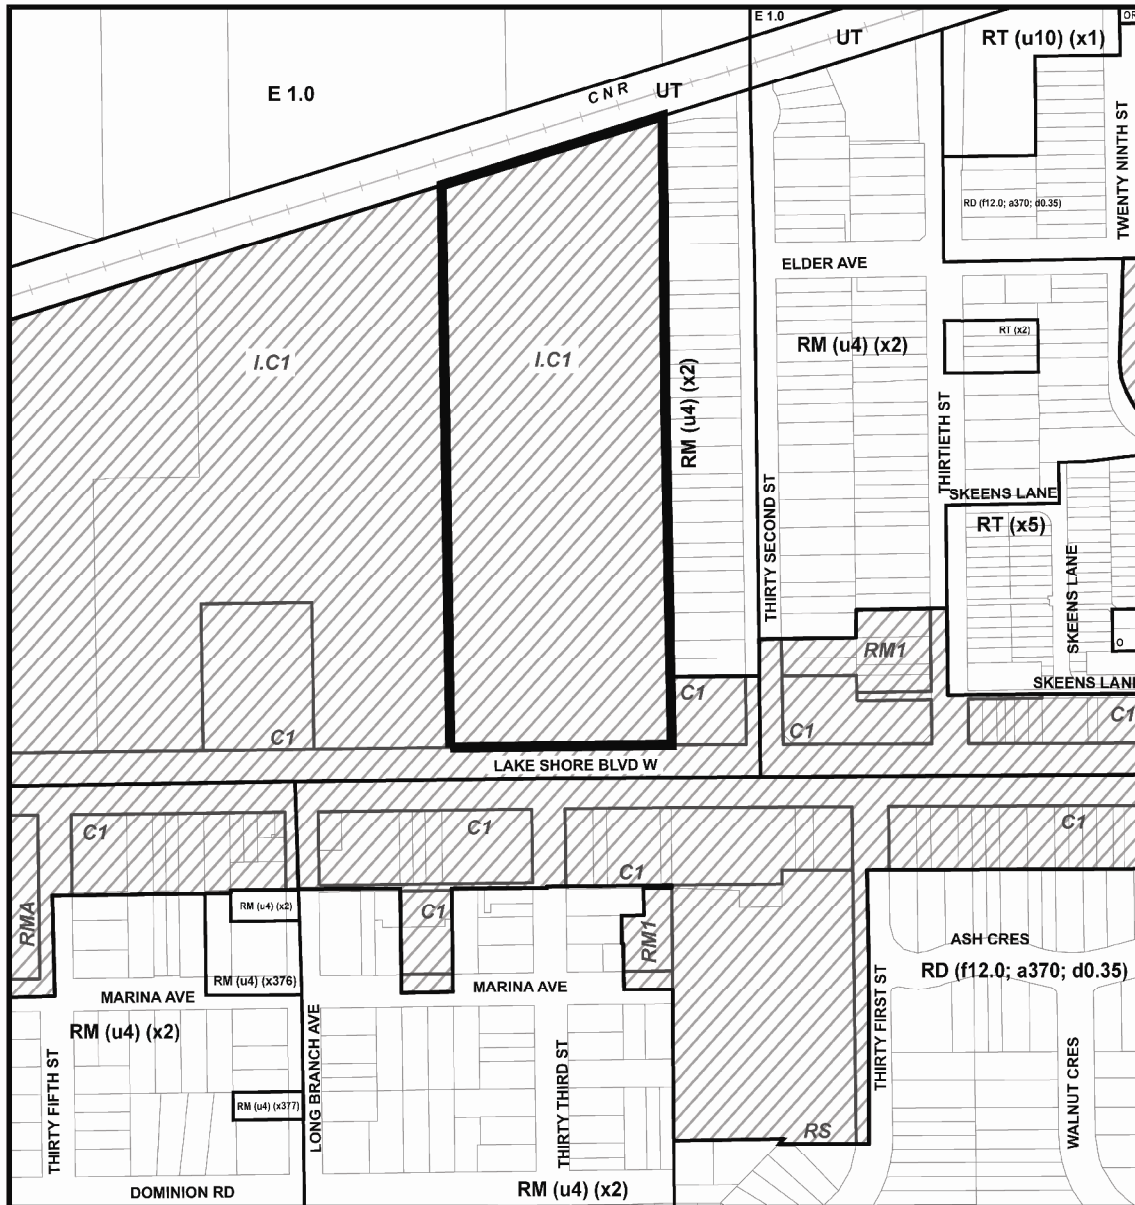 E 1.0
OR
UT
RT (u10) (x1)
E 1.0
CNR
UT
TWENTY NINTH ST
RD (f12.0; a370; d0.35)
ELDER AVE
RT (x2)
RM (u4) (x2)
I.C1
I.C1
RM (u4) (x2)
THIRTIETH ST
SKEENS LANE
RT (x5)
THIRTY SECOND ST
SKEENS LANE
O
RM1
SKEENS LANE
C1
C1
C1
C1
LAKE SHORE BLVD W
C1
C1
C1
C1
RMA
RM (u4) (x2)
C1
RM1
ASH CRES
RD (f12.0; a370; d0.35)
RM (u4) (x376)
MARINA AVE
MARINA AVE
RM (u4) (x2)
THIRTY FIFTH ST
LONG BRANCH AVE
THIRTY THIRD ST
THIRTY FIRST ST
WALNUT CRES
RM (u4) (x377)
RS
DOMINION RD
RM (u4) (x2)